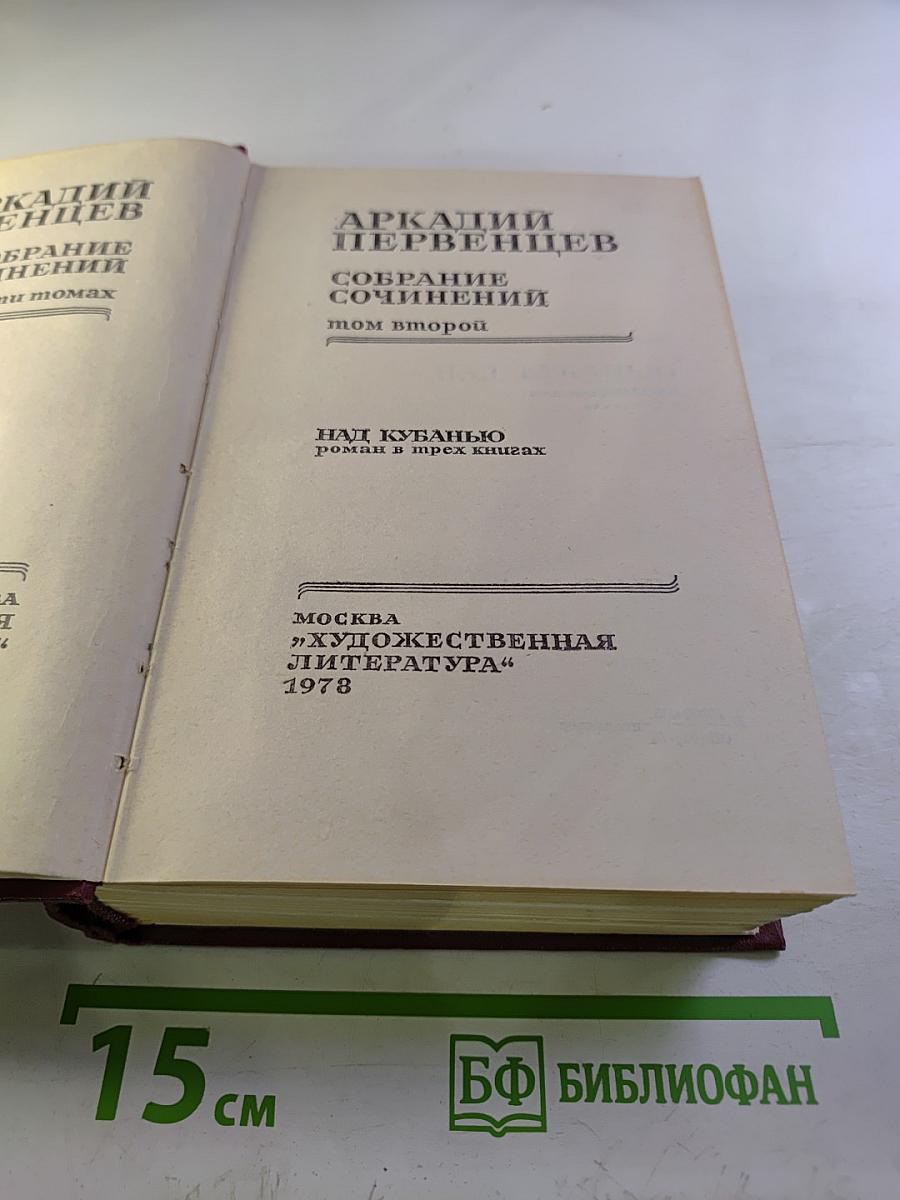 АРКАДИЙ
ПЕРВЕНЦЕВ
СОБРАНИЕ
СОЧИНЕНИЙ
том второй
НАД КУБАНЬЮ
роман в трех книгах
МОСКВА
„ХУДОЖЕСТВЕННАЯ
ЛИТЕРАТУРА“
1978
томах
15 см
БФ БИБЛИОФАН